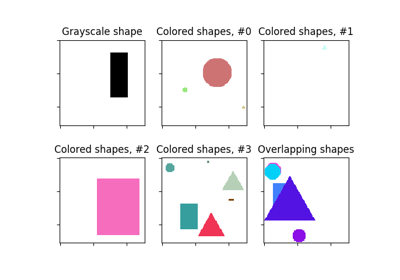 Grayscale shape
Colored shapes, #0
Colored shapes, #1
Colored shapes, #2
Colored shapes, #3
Overlapping shapes